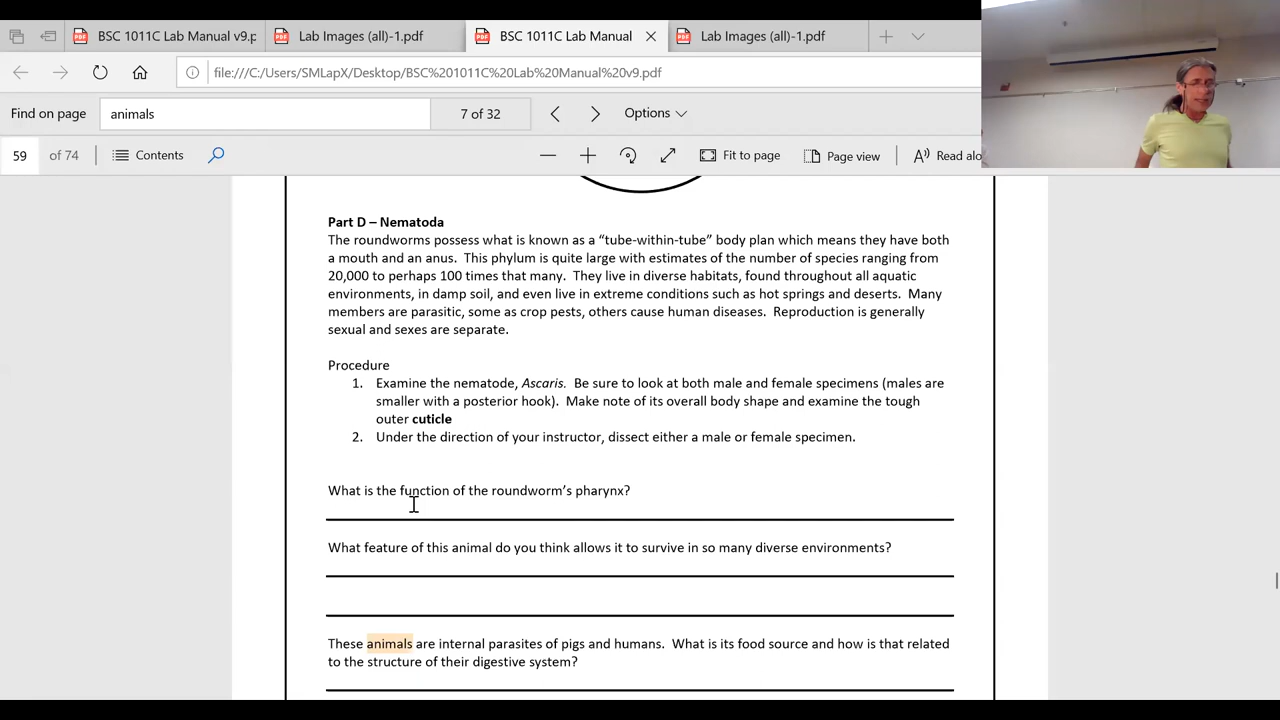 BSC 1011C Lab Manual v9.p
Lab Images (all)-1.pdf
BSC 1011C Lab Manual
Lab Images (all)-1.pdf
file:///C:/Users/SMLapX/Desktop/BSC%201011C%20Lab%20Manual%20v9.pdf
Find on page animals 7 of 32 Options
59 of 74 Contents Fit to page Page view Read alo
Part D – Nematoda
The roundworms possess what is known as a “tube-within-tube” body plan which means they have both
a mouth and an anus. This phylum is quite large with estimates of the number of species ranging from
20,000 to perhaps 100 times that many. They live in diverse habitats, found throughout all aquatic
environments, in damp soil, and even live in extreme conditions such as hot springs and deserts. Many
members are parasitic, some as crop pests, others cause human diseases. Reproduction is generally
sexual and sexes are separate.
Procedure
1. Examine the nematode, Ascaris. Be sure to look at both male and female specimens (males are
smaller with a posterior hook). Make note of its overall body shape and examine the tough
outer cuticle
2. Under the direction of your instructor, dissect either a male or female specimen.
What is the function of the roundworm’s pharynx?
What feature of this animal do you think allows it to survive in so many diverse environments?
These animals are internal parasites of pigs and humans. What is its food source and how is that related
to the structure of their digestive system?